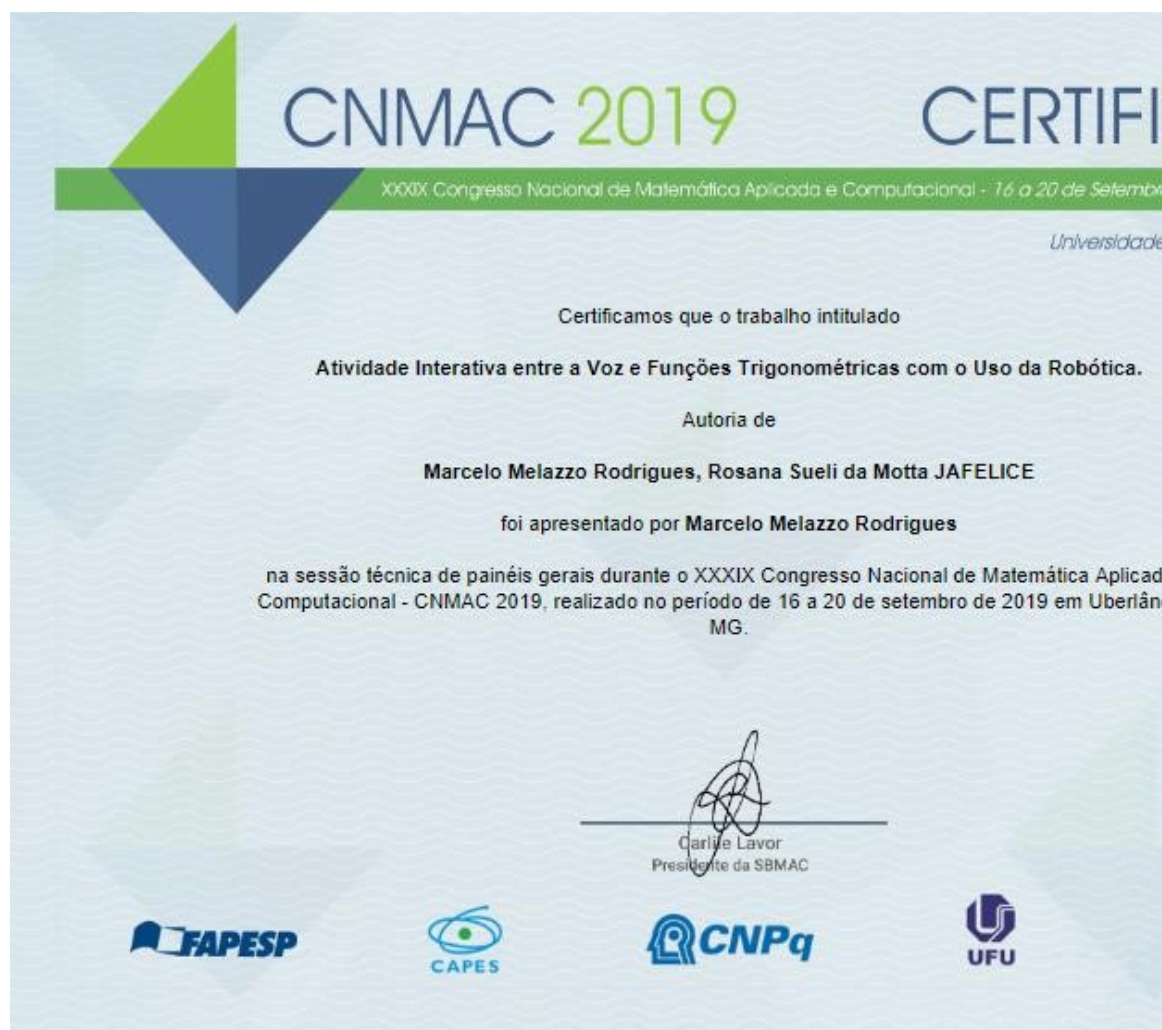 CNMAC 2019 CERTIFI
XXXIX Congresso Nacional de Matemática Aplicada e Computacional - 16 a 20 de Setembr
Universidade
Certificamos que o trabalho intitulado
Atividade Interativa entre a Voz e Funções Trigonométricas com o Uso da Robótica.
Autoria de
Marcelo Melazzo Rodrigues, Rosana Sueli da Motta JAFELICE
foi apresentado por Marcelo Melazzo Rodrigues
na sessão técnica de painéis gerais durante o XXXIX Congresso Nacional de Matemática Aplicad
Computacional - CNMAC 2019, realizado no período de 16 a 20 de setembro de 2019 em Uberlân
MG.
Carlile Lavor
Presidente da SBMAC
FAPESP CAPES CNPq UFU